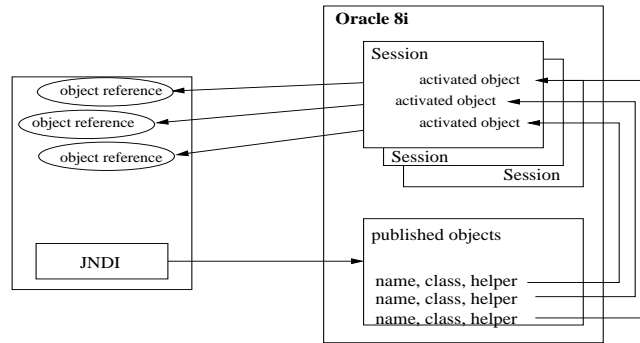 Oracle 8i
Session
object reference
activated object
object reference
activated object
activated object
object reference
Session
Session
published objects
JNDI
name, class, helper
name, class, helper
name, class, helper